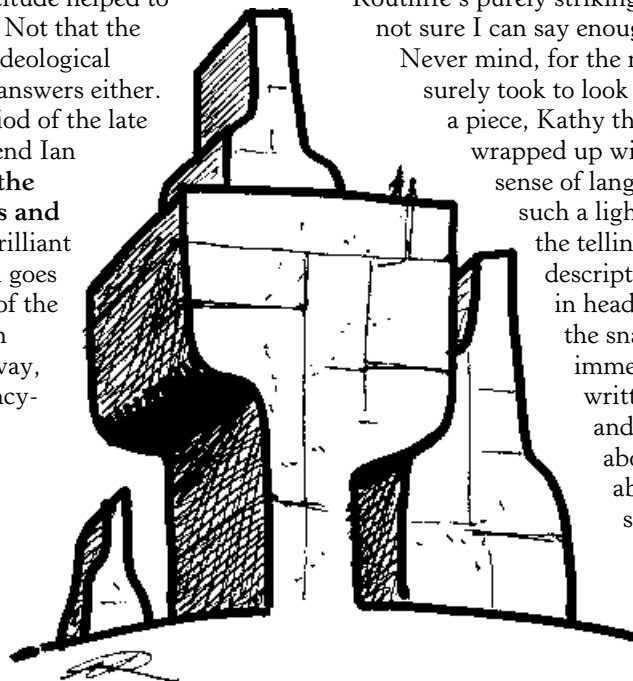 titude helped to
Not that the
deological
answers either.
iod of the late
end Ian
the
s and
rilliant
goes
of the
way,
ncy-
purely striking
not sure I can say enoug
Never mind, for the r
surely took to look
a piece, Kathy th
wrapped up wi
sense of lang
such a ligh
the tellin
descript
in head
the sna
imme
writt
and
abo
ab
s